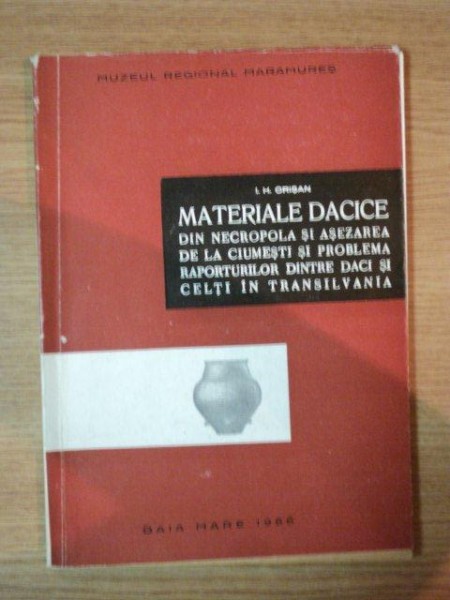 MUZEUL REGIONAL MARAMUREȘ
I. H. CRIȘAN
MATERIALE DACICE
DIN NECROPOLA ȘI AȘEZAREA
DE LA CIUMEȘTI ȘI PROBLEMA
RAPORTURILOR DINTRE DACI ȘI
CELȚI ÎN TRANSILVANIA
BAIA MARE 1966